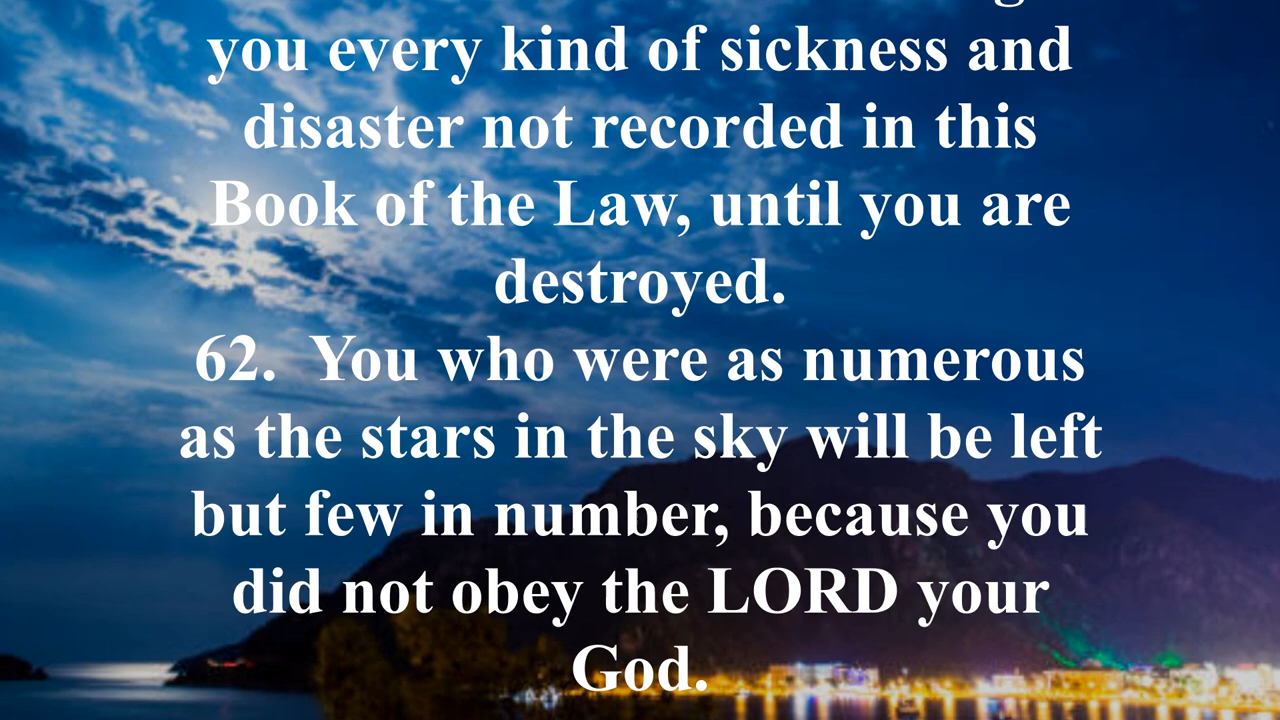 you every kind of sickness and
disaster not recorded in this
Book of the Law, until you are
destroyed.
62. You who were as numerous
as the stars in the sky will be left
but few in number, because you
did not obey the LORD your
God.